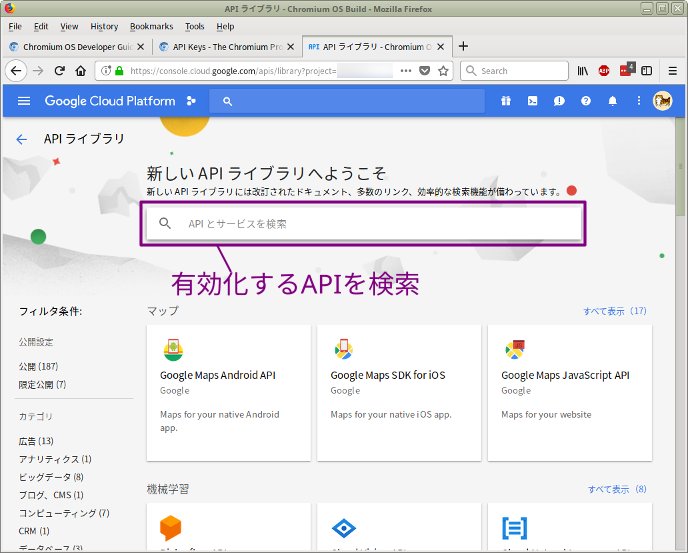 API ライブラリ - Chromium OS Build - Mozilla Firefox
File Edit View History Bookmarks Tools Help
Chromium OS Developer Guid
API Keys - The Chromium Pro
API ライブラリ - Chromium O
https://console.cloud.google.com/apis/library?project=
Search
ABP
4
Google Cloud Platform
API ライブラリ
新しい API ライブラリへようこそ
新しい API ライブラリには改訂されたドキュメント、多数のリンク、効率的な検索機能が備わっています。
API とサービスを検索
有効化するAPIを検索
フィルタ条件:
公開設定
公開 (187)
限定公開 (7)
カテゴリ
広告 (13)
アナリティクス (1)
ビッグデータ (8)
ブログ、CMS (1)
コンピューティング (7)
CRM (1)
データベース (3)
マップ
すべて表示（17）
Google Maps Android API
Google
Maps for your native Android
app.
Google Maps SDK for iOS
Google
Maps for your native iOS app.
Google Maps JavaScript API
Google
Maps for your website
機械学習
すべて表示（8）